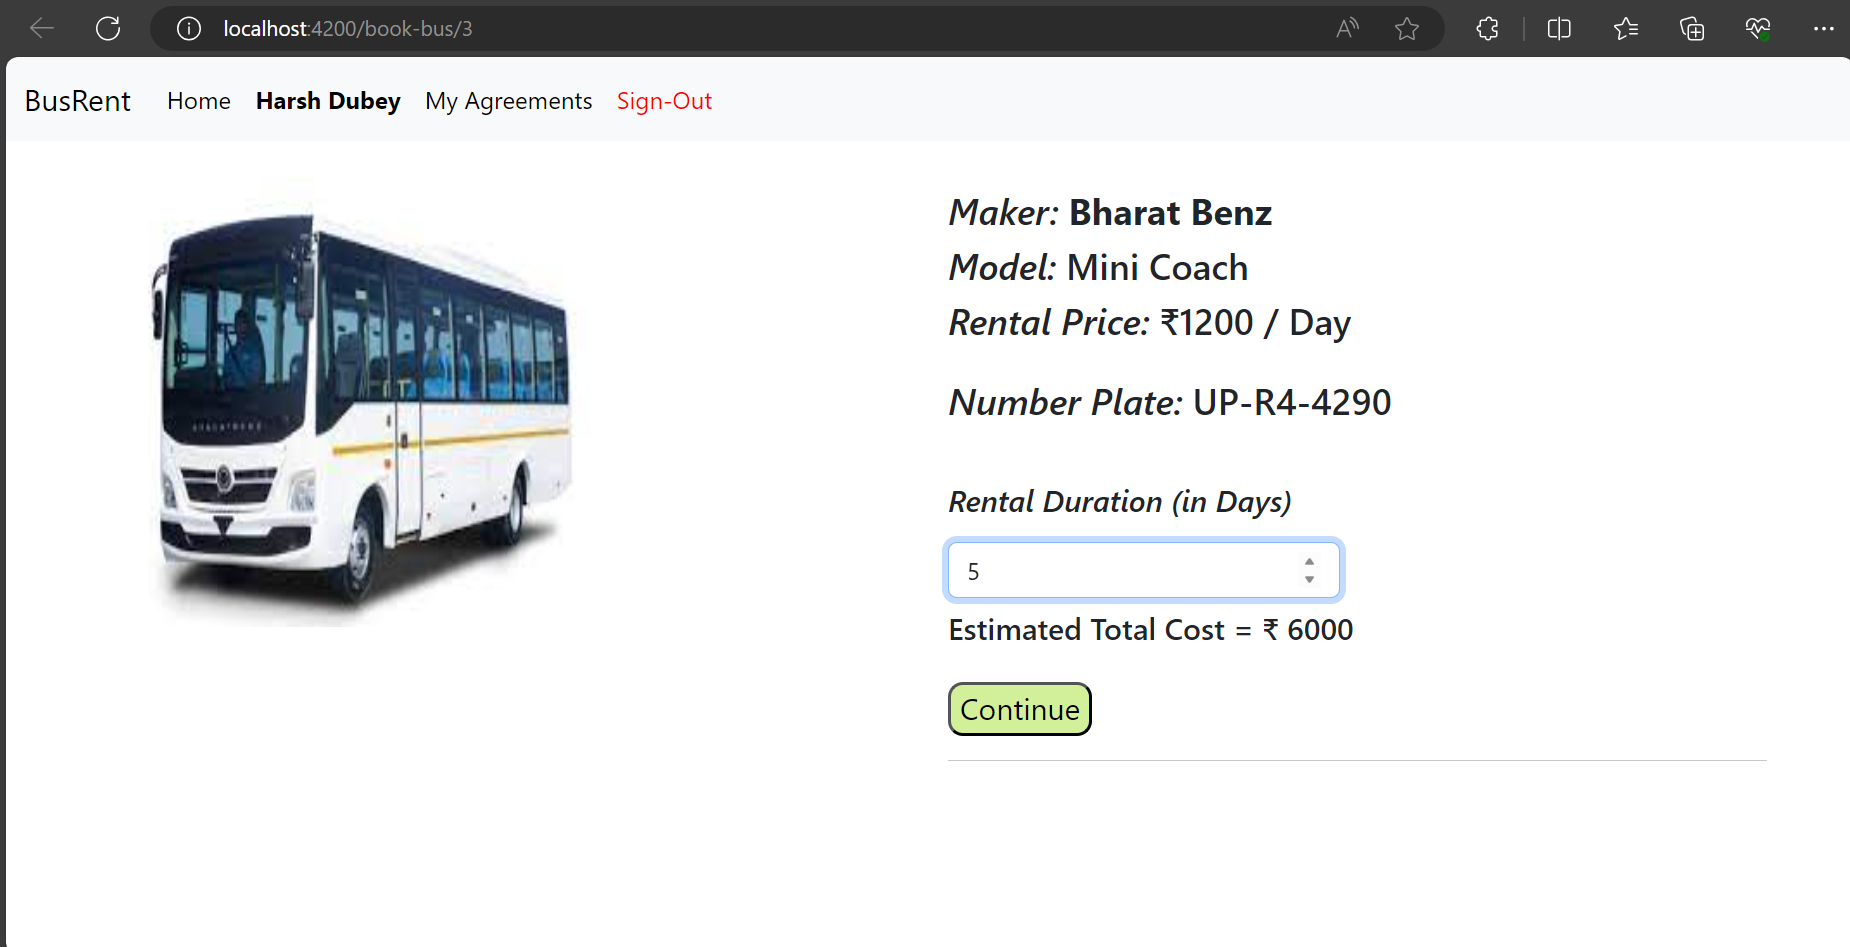 localhost:4200/book-bus/3
BusRent Home Harsh Dubey My Agreements Sign-Out
Maker: Bharat Benz
Model: Mini Coach
Rental Price: ₹1200 / Day
Number Plate: UP-R4-4290
Rental Duration (in Days)
5
Estimated Total Cost = ₹ 6000
Continue